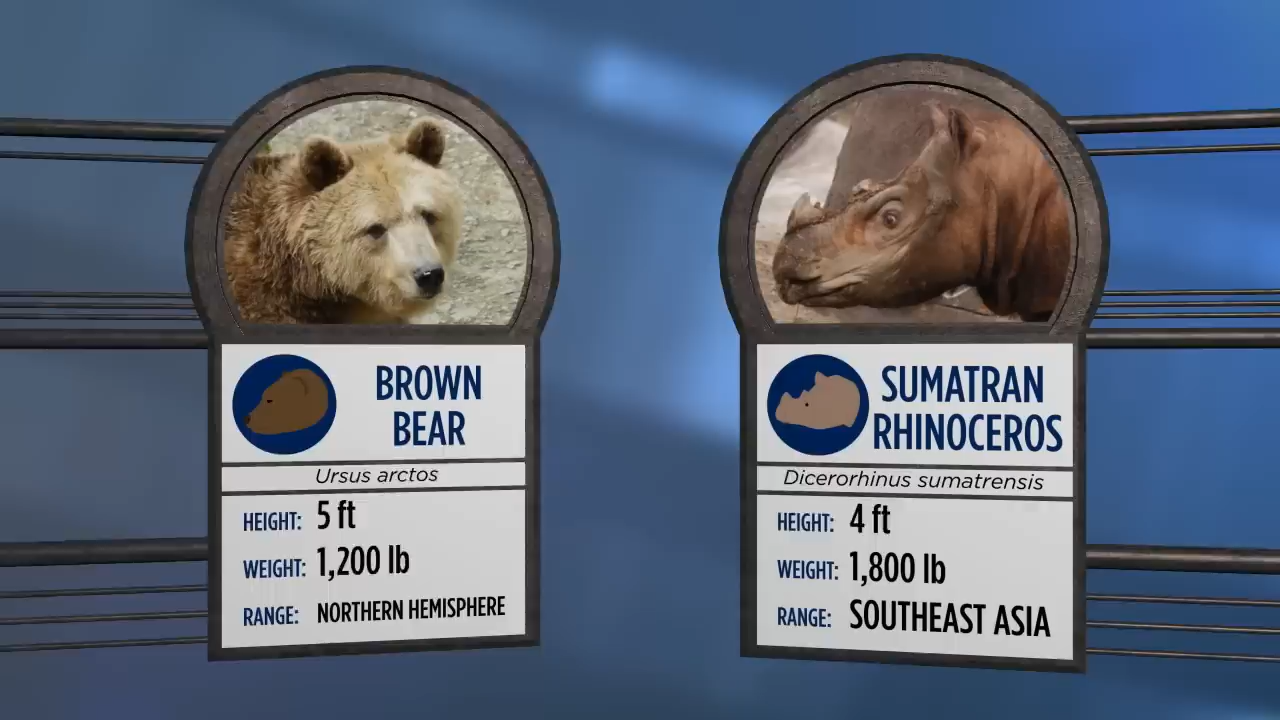 BROWN
BEAR
Ursus arctos
HEIGHT: 5 ft
WEIGHT: 1,200 lb
RANGE: NORTHERN HEMISPHERE
SUMATRAN
RHINOCEROS
Dicerorhinus sumatrensis
HEIGHT: 4 ft
WEIGHT: 1,800 lb
RANGE: SOUTHEAST ASIA